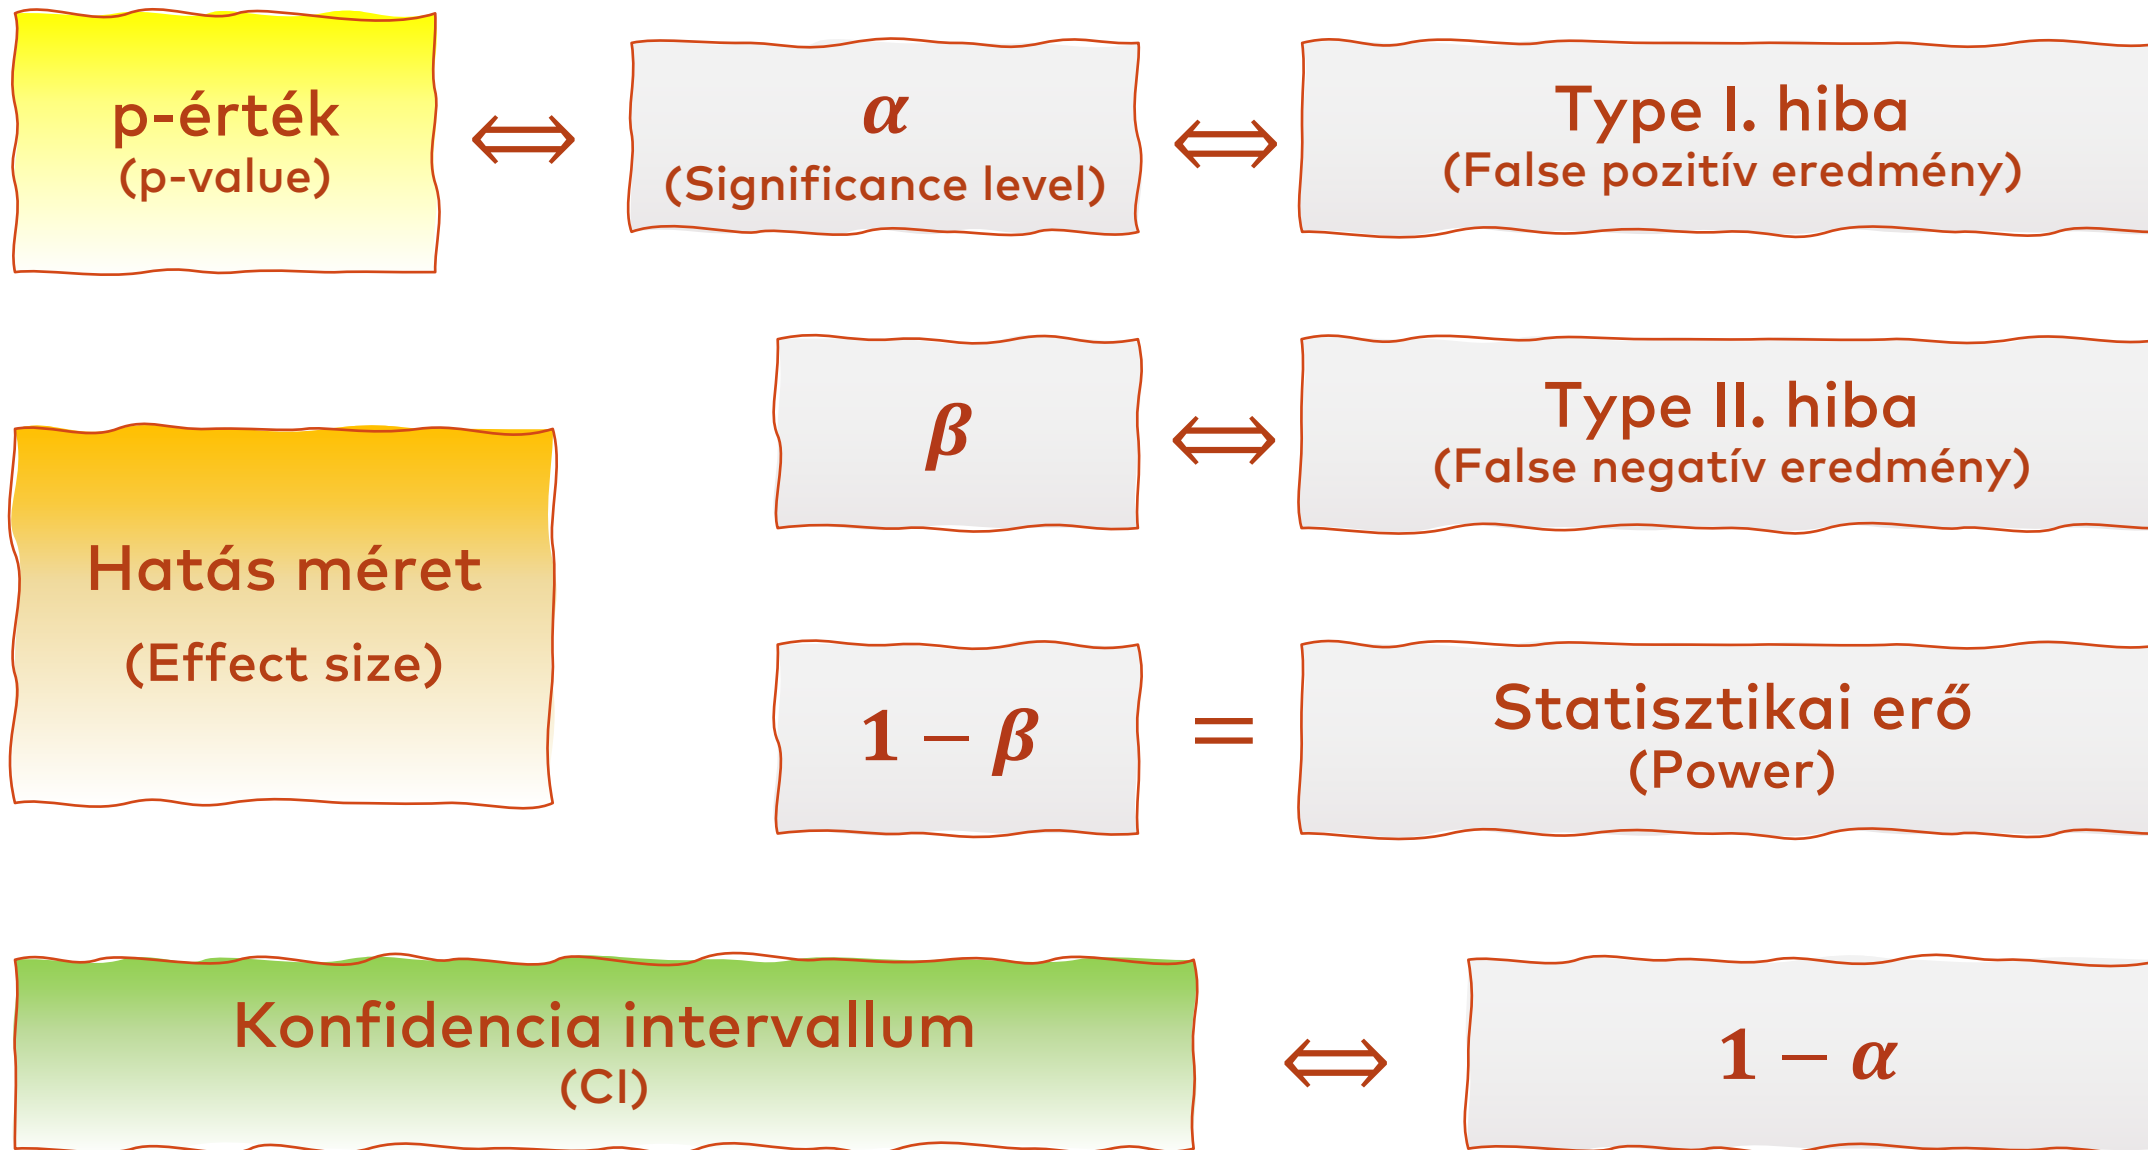 p-érték
(p-value)
⟺
α
(Significance level)
⟺
Type I. hiba
(False pozitív eredmény)
β
⟺
Type II. hiba
(False negatív eredmény)
Hatás méret
(Effect size)
1 − β
=
Statisztikai erő
(Power)
Konfidencia intervallum
(CI)
⟺
1 − α